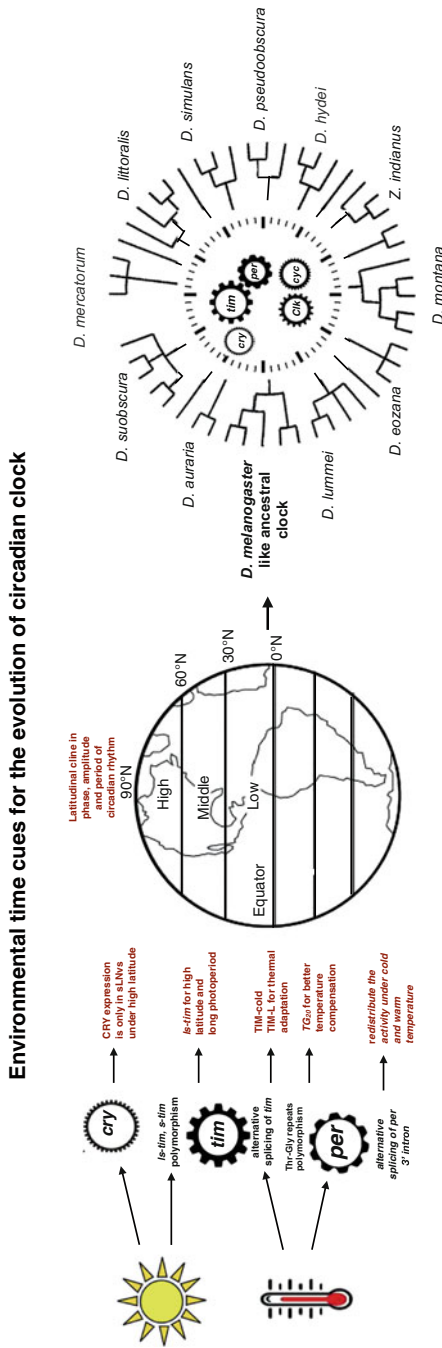 Environmental time cues for the evolution of circadian clock
cry
ls-tim, s-tim
polymorphism
tim
alternative
splicing of tim
Thr-Gly repeats
polymorphism
per
alternative
splicing of per
3' intron
CRY expression
is only in sLNvs
under high latitude
ls-tim for high
latitude and
long photoperiod
TIM-cold
TIM-L for thermal
adaptation
TG20 for better
temperature
compensation
redistribute the
activity under cold
and warm
temperature
Latitudinal cline in
phase, amplitude
and period of
circadian rhythm
90°N
High
60°N
Middle
30°N
Low
Equator
0°N
D. melanogaster
like ancestral
clock
D. auraria
D. suobscura
D. mercatorum
D. littoralis
D. simulans
D. pseudoobscura
D. hydei
Z. indianus
D. montana
D. eozana
D. lummei
cry
tim
per
Clk
cyc